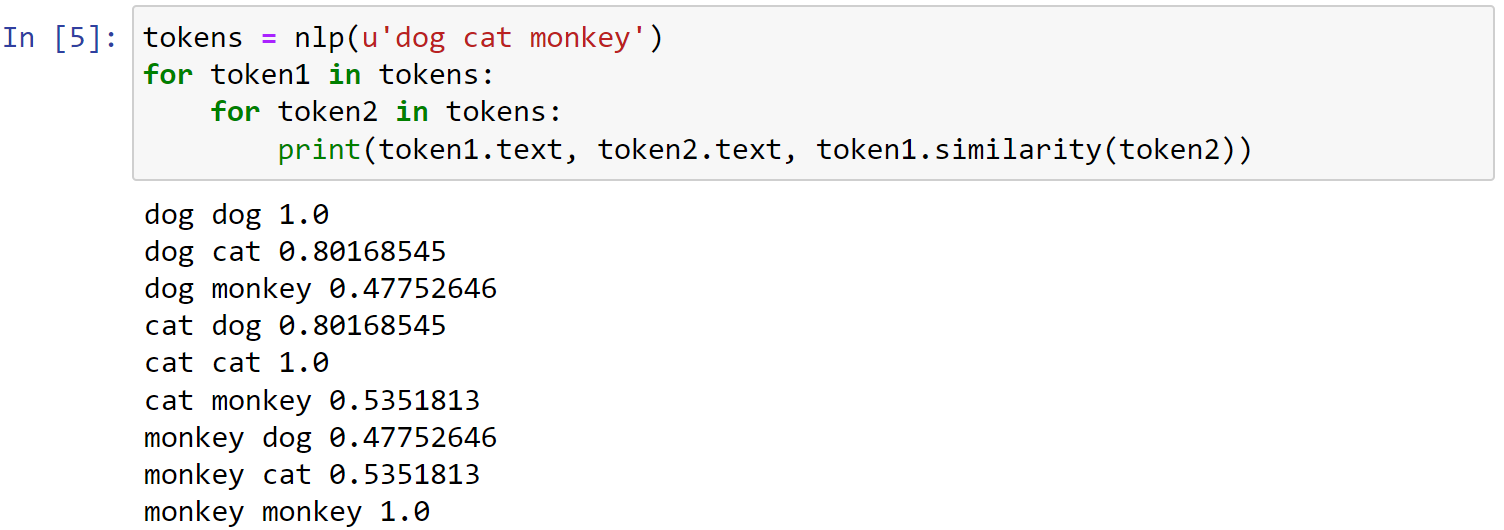 In [5]: tokens = nlp(u'dog cat monkey')
for token1 in tokens:
    for token2 in tokens:
        print(token1.text, token2.text, token1.similarity(token2))
dog dog 1.0
dog cat 0.80168545
dog monkey 0.47752646
cat dog 0.80168545
cat cat 1.0
cat monkey 0.5351813
monkey dog 0.47752646
monkey cat 0.5351813
monkey monkey 1.0